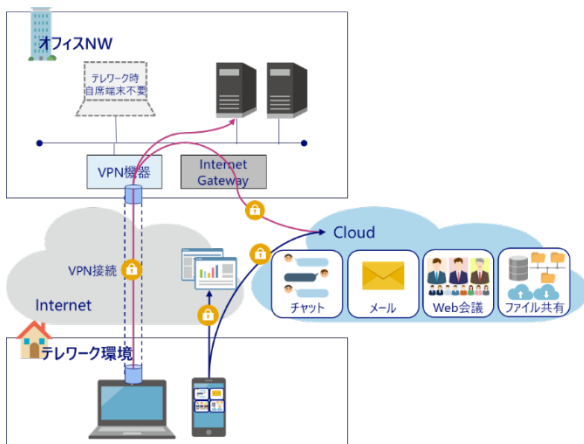 オフィスNW
テレワーク時
自席端末不要
VPN機器
Internet
Gateway
Cloud
VPN接続
チャット
メール
Web会議
ファイル共有
Internet
テレワーク環境